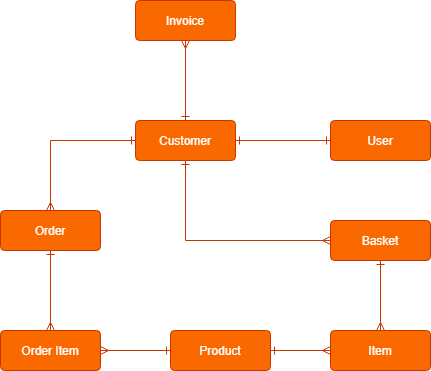 Invoice
Customer
User
Order
Basket
Order Item
Product
Item